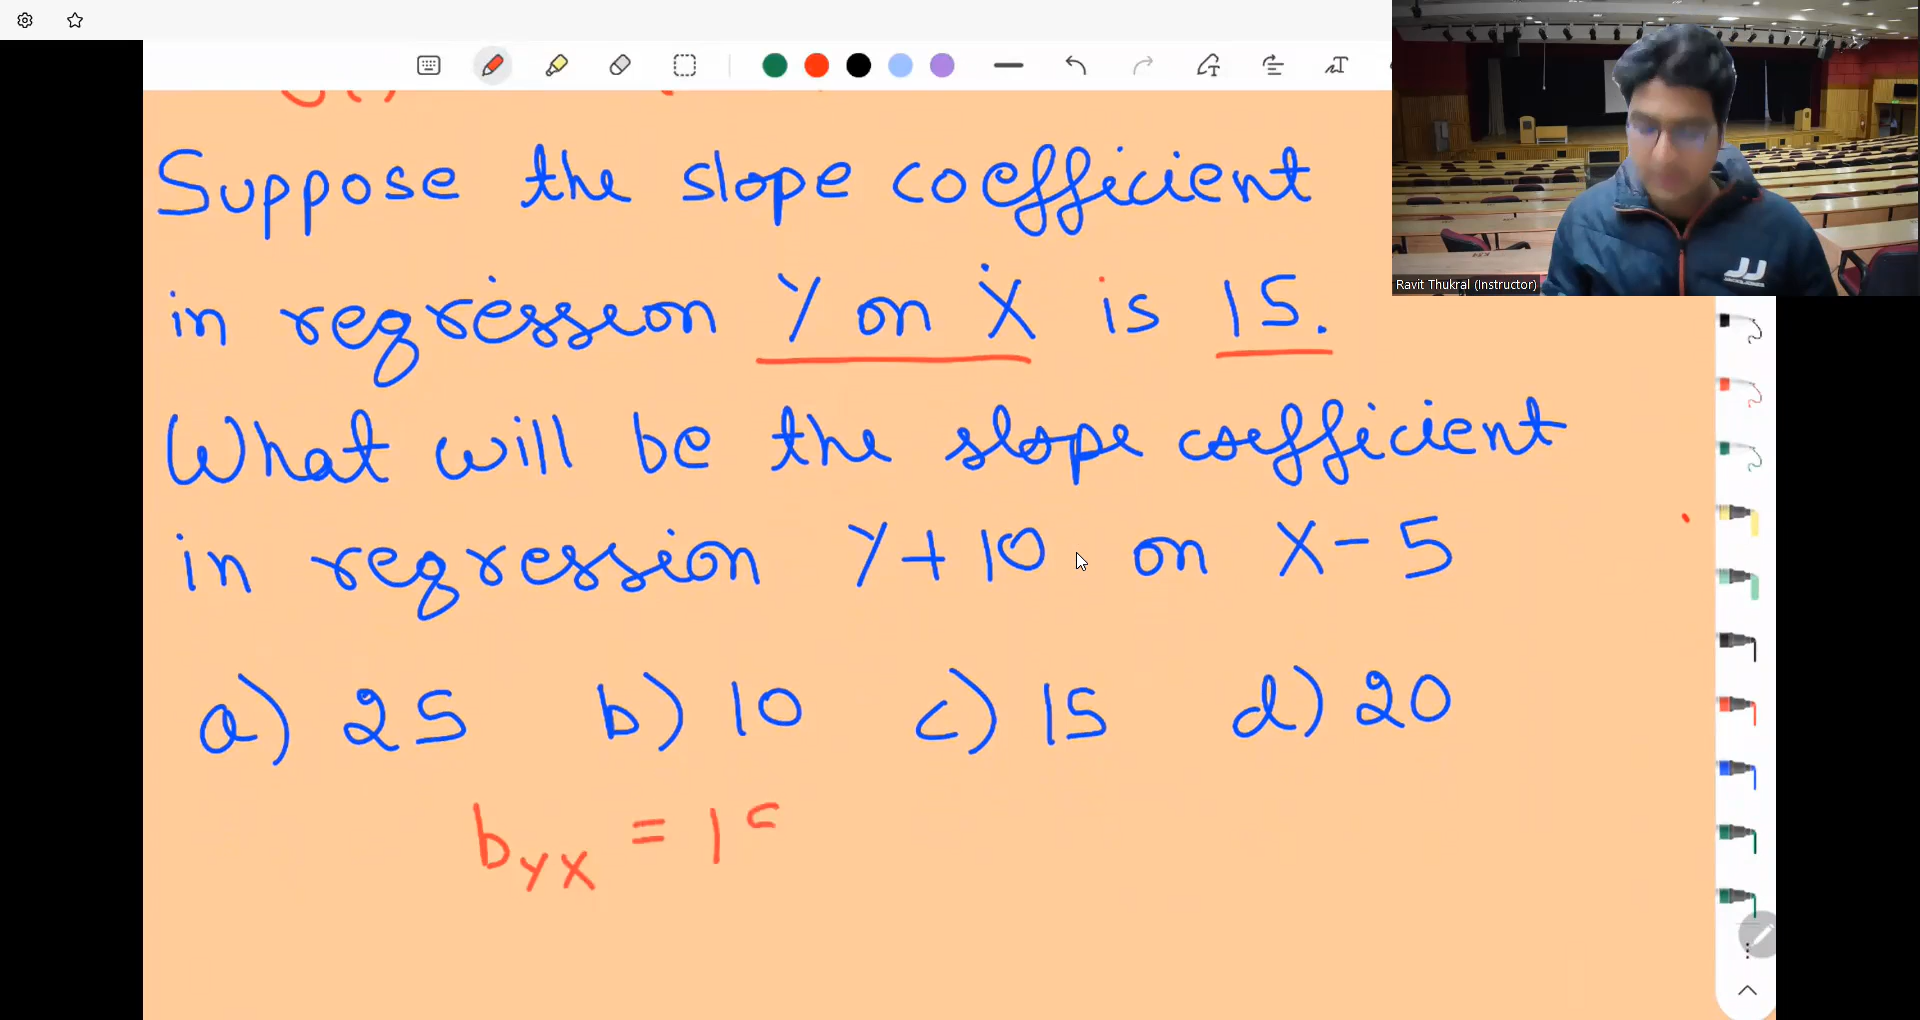 Suppose the slope coefficient
in regression Y on X is 15.
What will be the slope coefficient
in regression Y+10 on X-5
a) 25 b) 10 c) 15 d) 20
byx = 15
Ravit Thukral (Instructor)